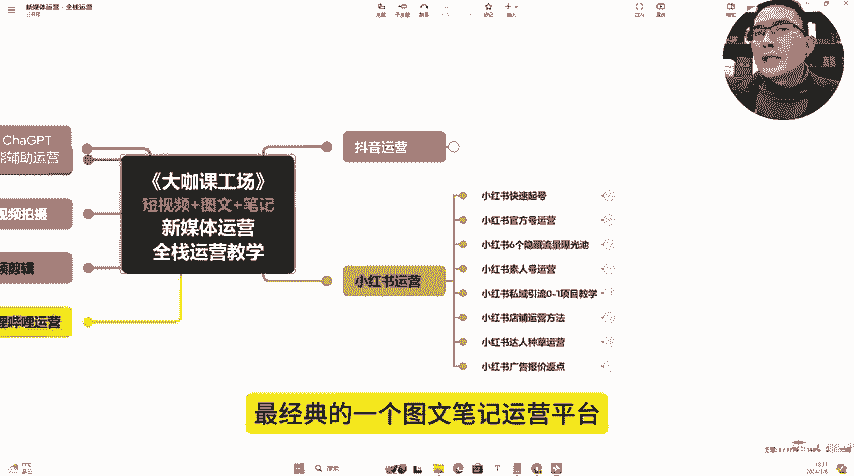 新媒体运营·全栈运营
ChaGPT
能辅助运营
视频拍摄
频剪辑
哩哔哩运营
《大咖课工场》
短视频+图文+笔记
新媒体运营
全栈运营教学
抖音运营
小红书运营
小红书快速起号
小红书官方号运营
小红书6个隐藏流量曝光池
小红书素人号运营
小红书私域引流0-1项目教学
小红书店铺运营方法
小红书达人种草运营
小红书广告报价返点
最经典的一个图文笔记运营平台